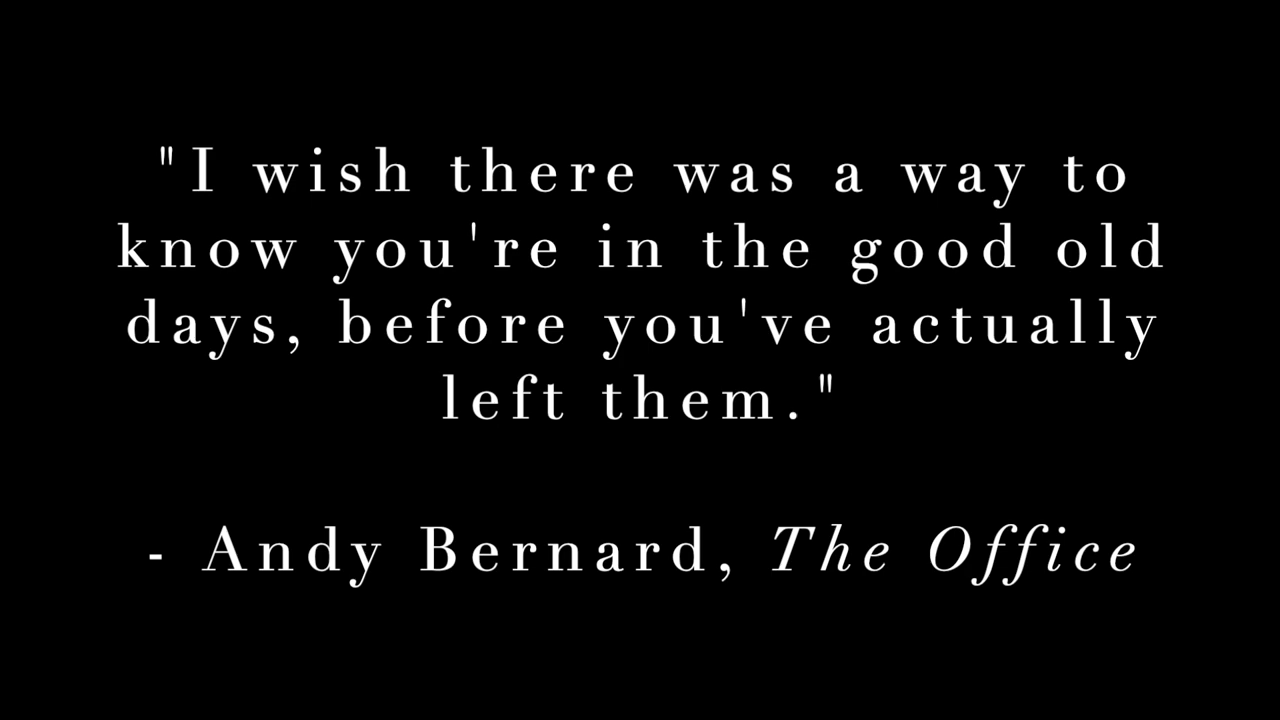 "I wish there was a way to
know you're in the good old
days, before you've actually
left them."
- Andy Bernard, The Office